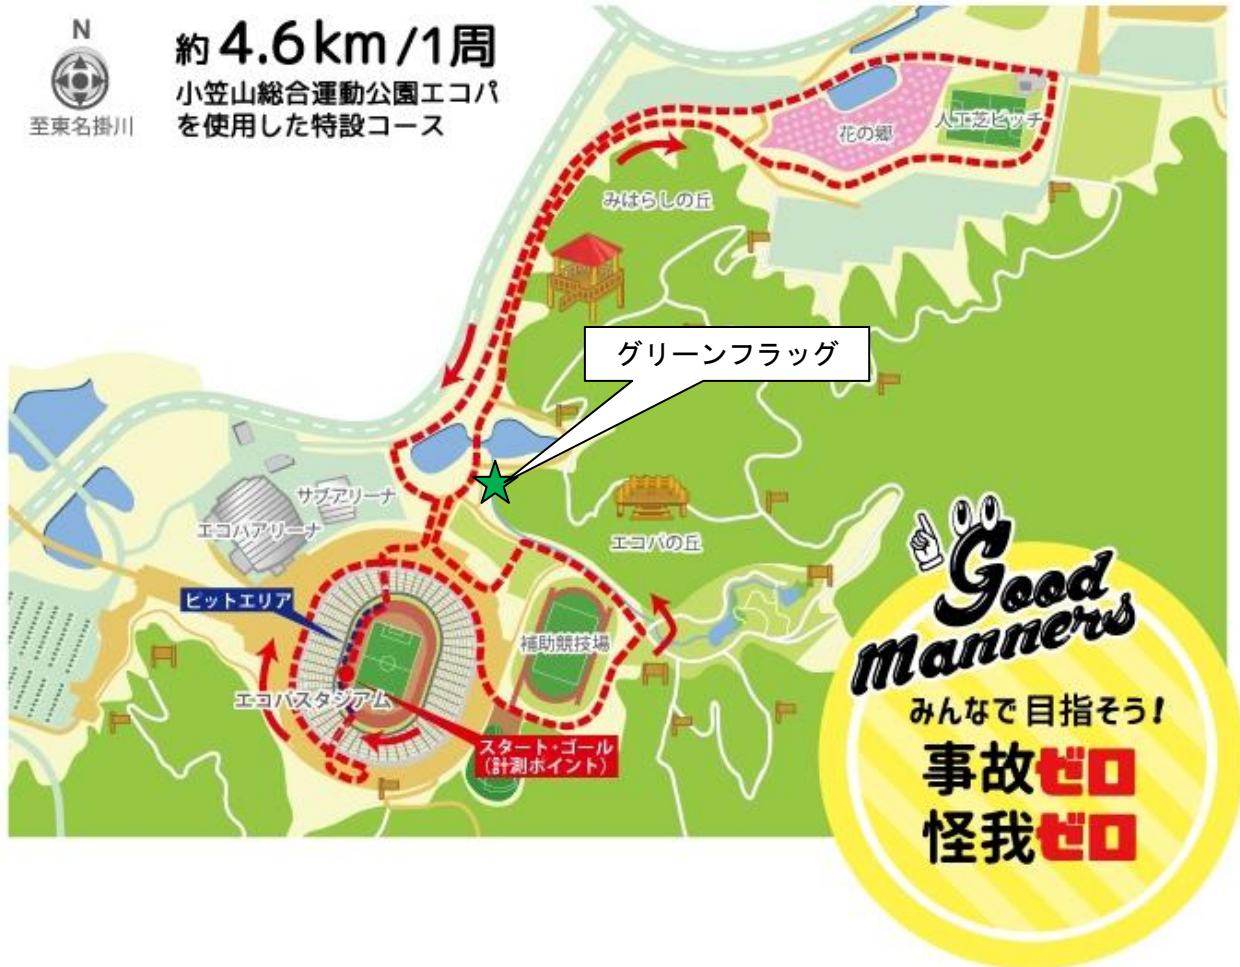 N
至東名掛川
約4.6km/1周
小笠山総合運動公園エコパ
を使用した特設コース
花の郷
人工芝ピッチ
みはらしの丘
グリーンフラッグ
サブアリーナ
エコパアリーナ
エコパの丘
ピットエリア
補助競技場
エコパスタジアム
スタート・ゴール
(計測ポイント)
Good
manners
みんなで目指そう!
事故ゼロ
怪我ゼロ